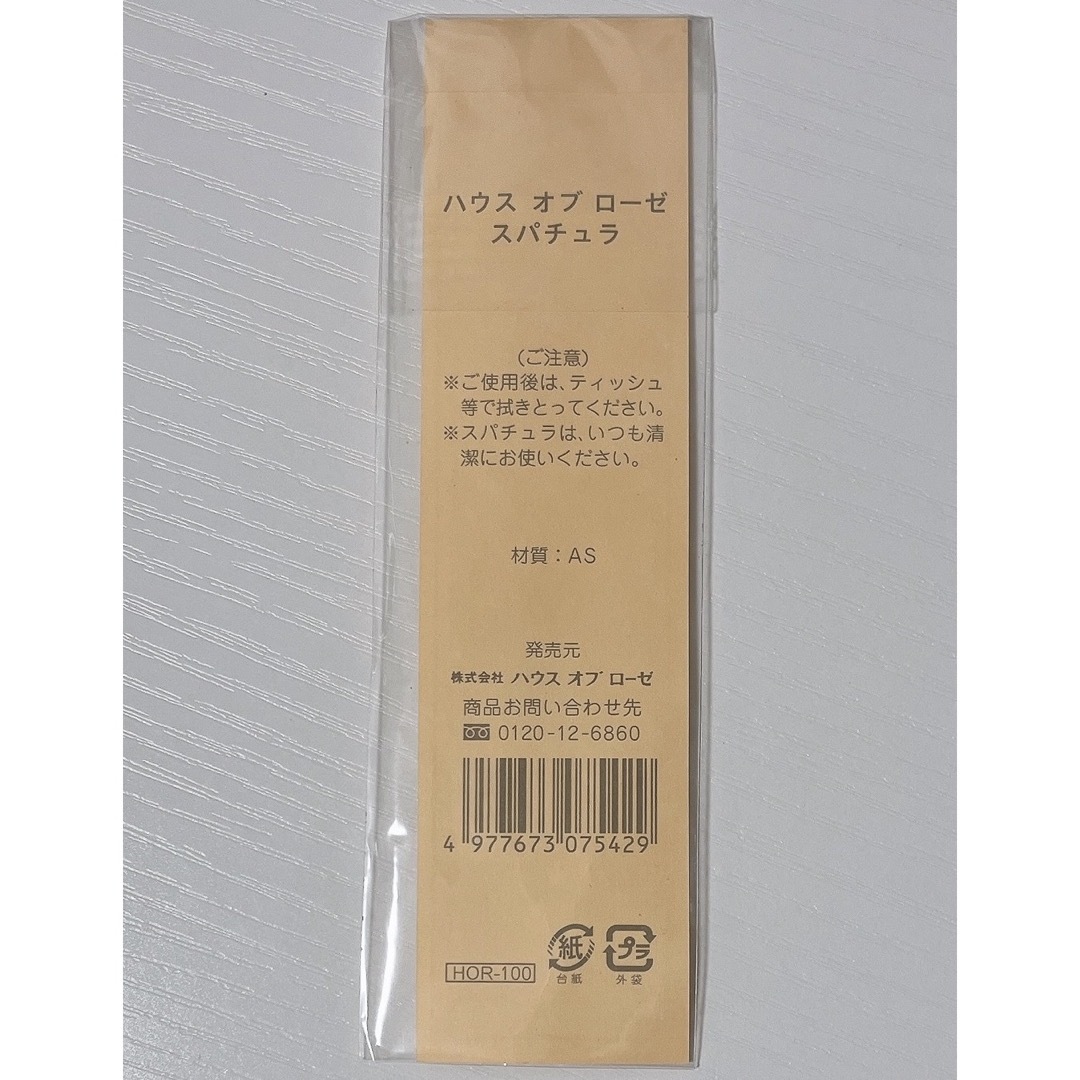 ハウス オブ ローゼ
スパチュラ
（ご注意）
※ご使用後は、ティッシュ
等で拭きとってください。
※スパチュラは、いつも清
潔にお使いください。
材質：AS
発売元
株式会社 ハウス オブ ローゼ
商品お問い合わせ先
0120-12-6860
4 977673 075429
HOR-100
紙
台紙
プラ
外袋